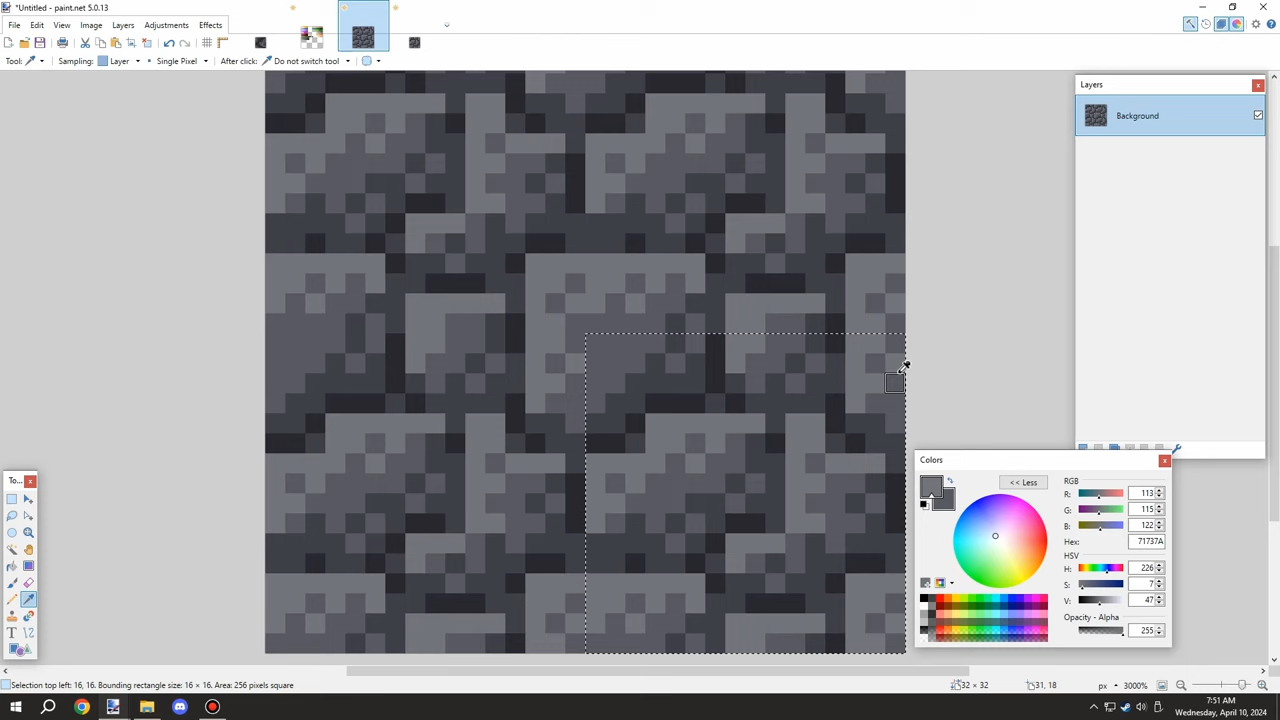 *Untitled - paint.net 5.0.13
File Edit View Image Layers Adjustments Effects
Tool: Sampling: Layer Single Pixel After click: Do not switch tool
Layers
Background
To...
Colors
<< Less
RGB
R: 113
G: 115
B: 122
Hex: 71737A
HSV
H: 226
S: 7
V: 47
Opacity - Alpha
255
Selection top left: 16, 16. Bounding rectangle size: 16 × 16. Area: 256 pixels square
32 × 32
31, 18
px
3000%
7:51 AM
Wednesday, April 10, 2024